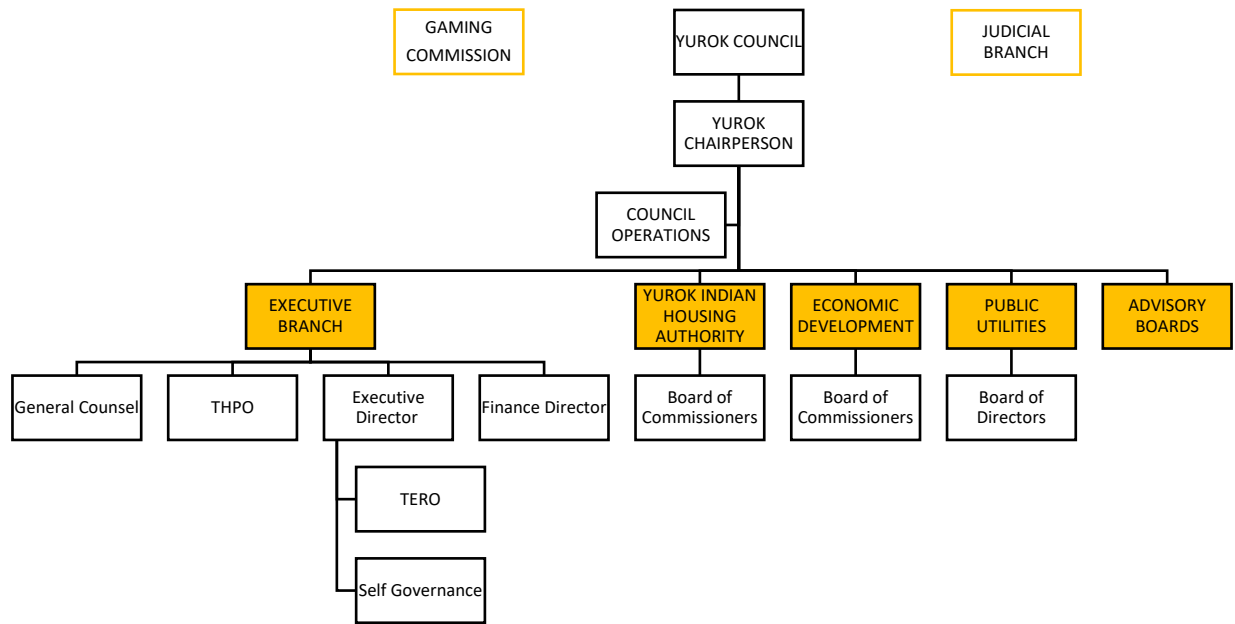 GAMING
COMMISSION
YUROK COUNCIL
JUDICIAL
BRANCH
YUROK
CHAIRPERSON
COUNCIL
OPERATIONS
EXECUTIVE
BRANCH
YUROK INDIAN
HOUSING
AUTHORITY
ECONOMIC
DEVELOPMENT
PUBLIC
UTILITIES
ADVISORY
BOARDS
General Counsel
THPO
Executive
Director
Finance Director
Board of
Commissioners
Board of
Commissioners
Board of
Directors
TERO
Self Governance